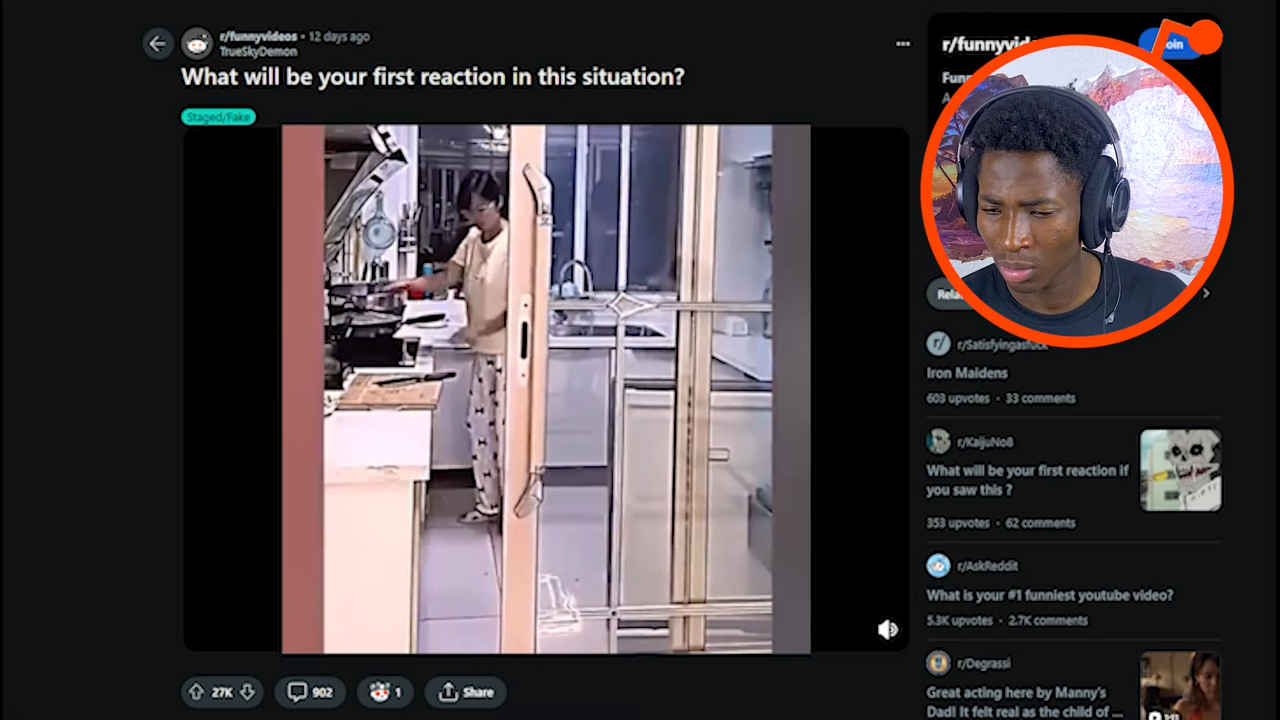 r/funnyvideos • 12 days ago
TrueSkyDemon
What will be your first reaction in this situation?
Staged/Fake
27K
902
1
Share
r/funnyvid
oin
Fun
A
Rela
r/Satisfyingasfuck
Iron Maidens
603 upvotes • 33 comments
r/KaijuNo8
What will be your first reaction if
you saw this ?
353 upvotes • 62 comments
r/AskReddit
What is your #1 funniest youtube video?
5.3K upvotes • 2.7K comments
r/Degrassi
Great acting here by Manny's
Dad! It felt real as the child of ...